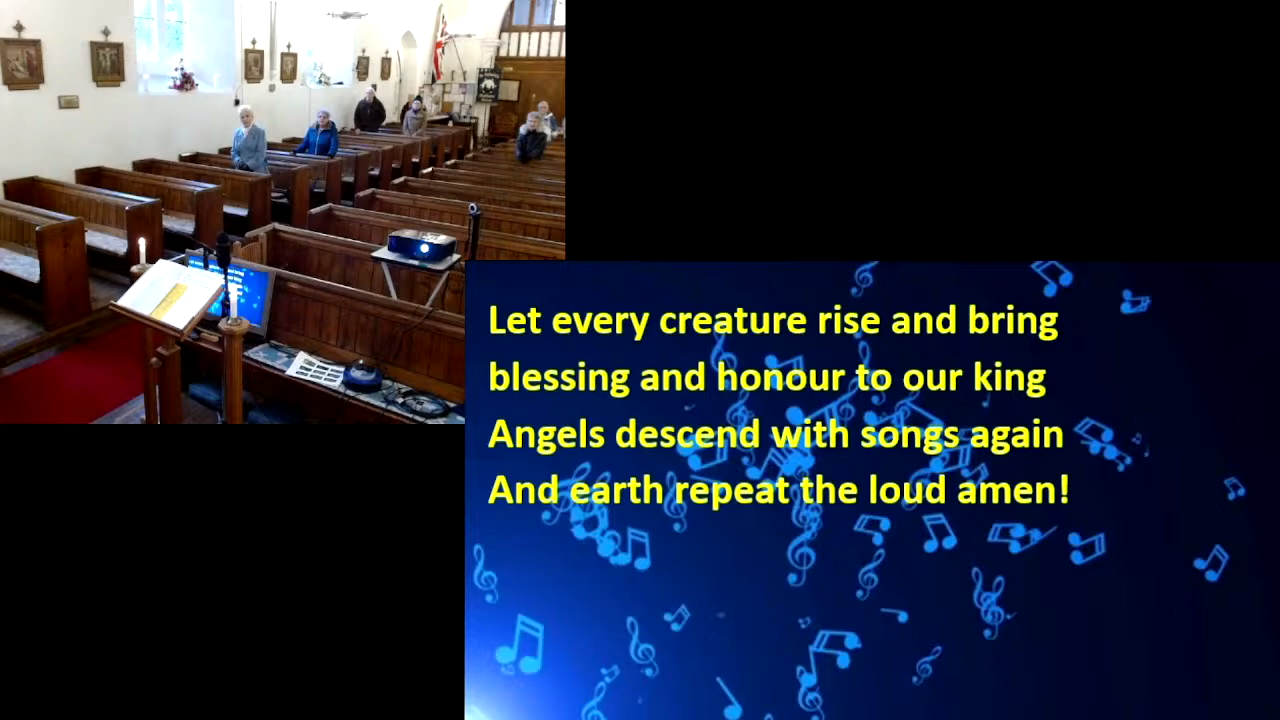 Let every creature rise and bring
blessing and honour to our king
Angels descend with songs again
And earth repeat the loud amen!